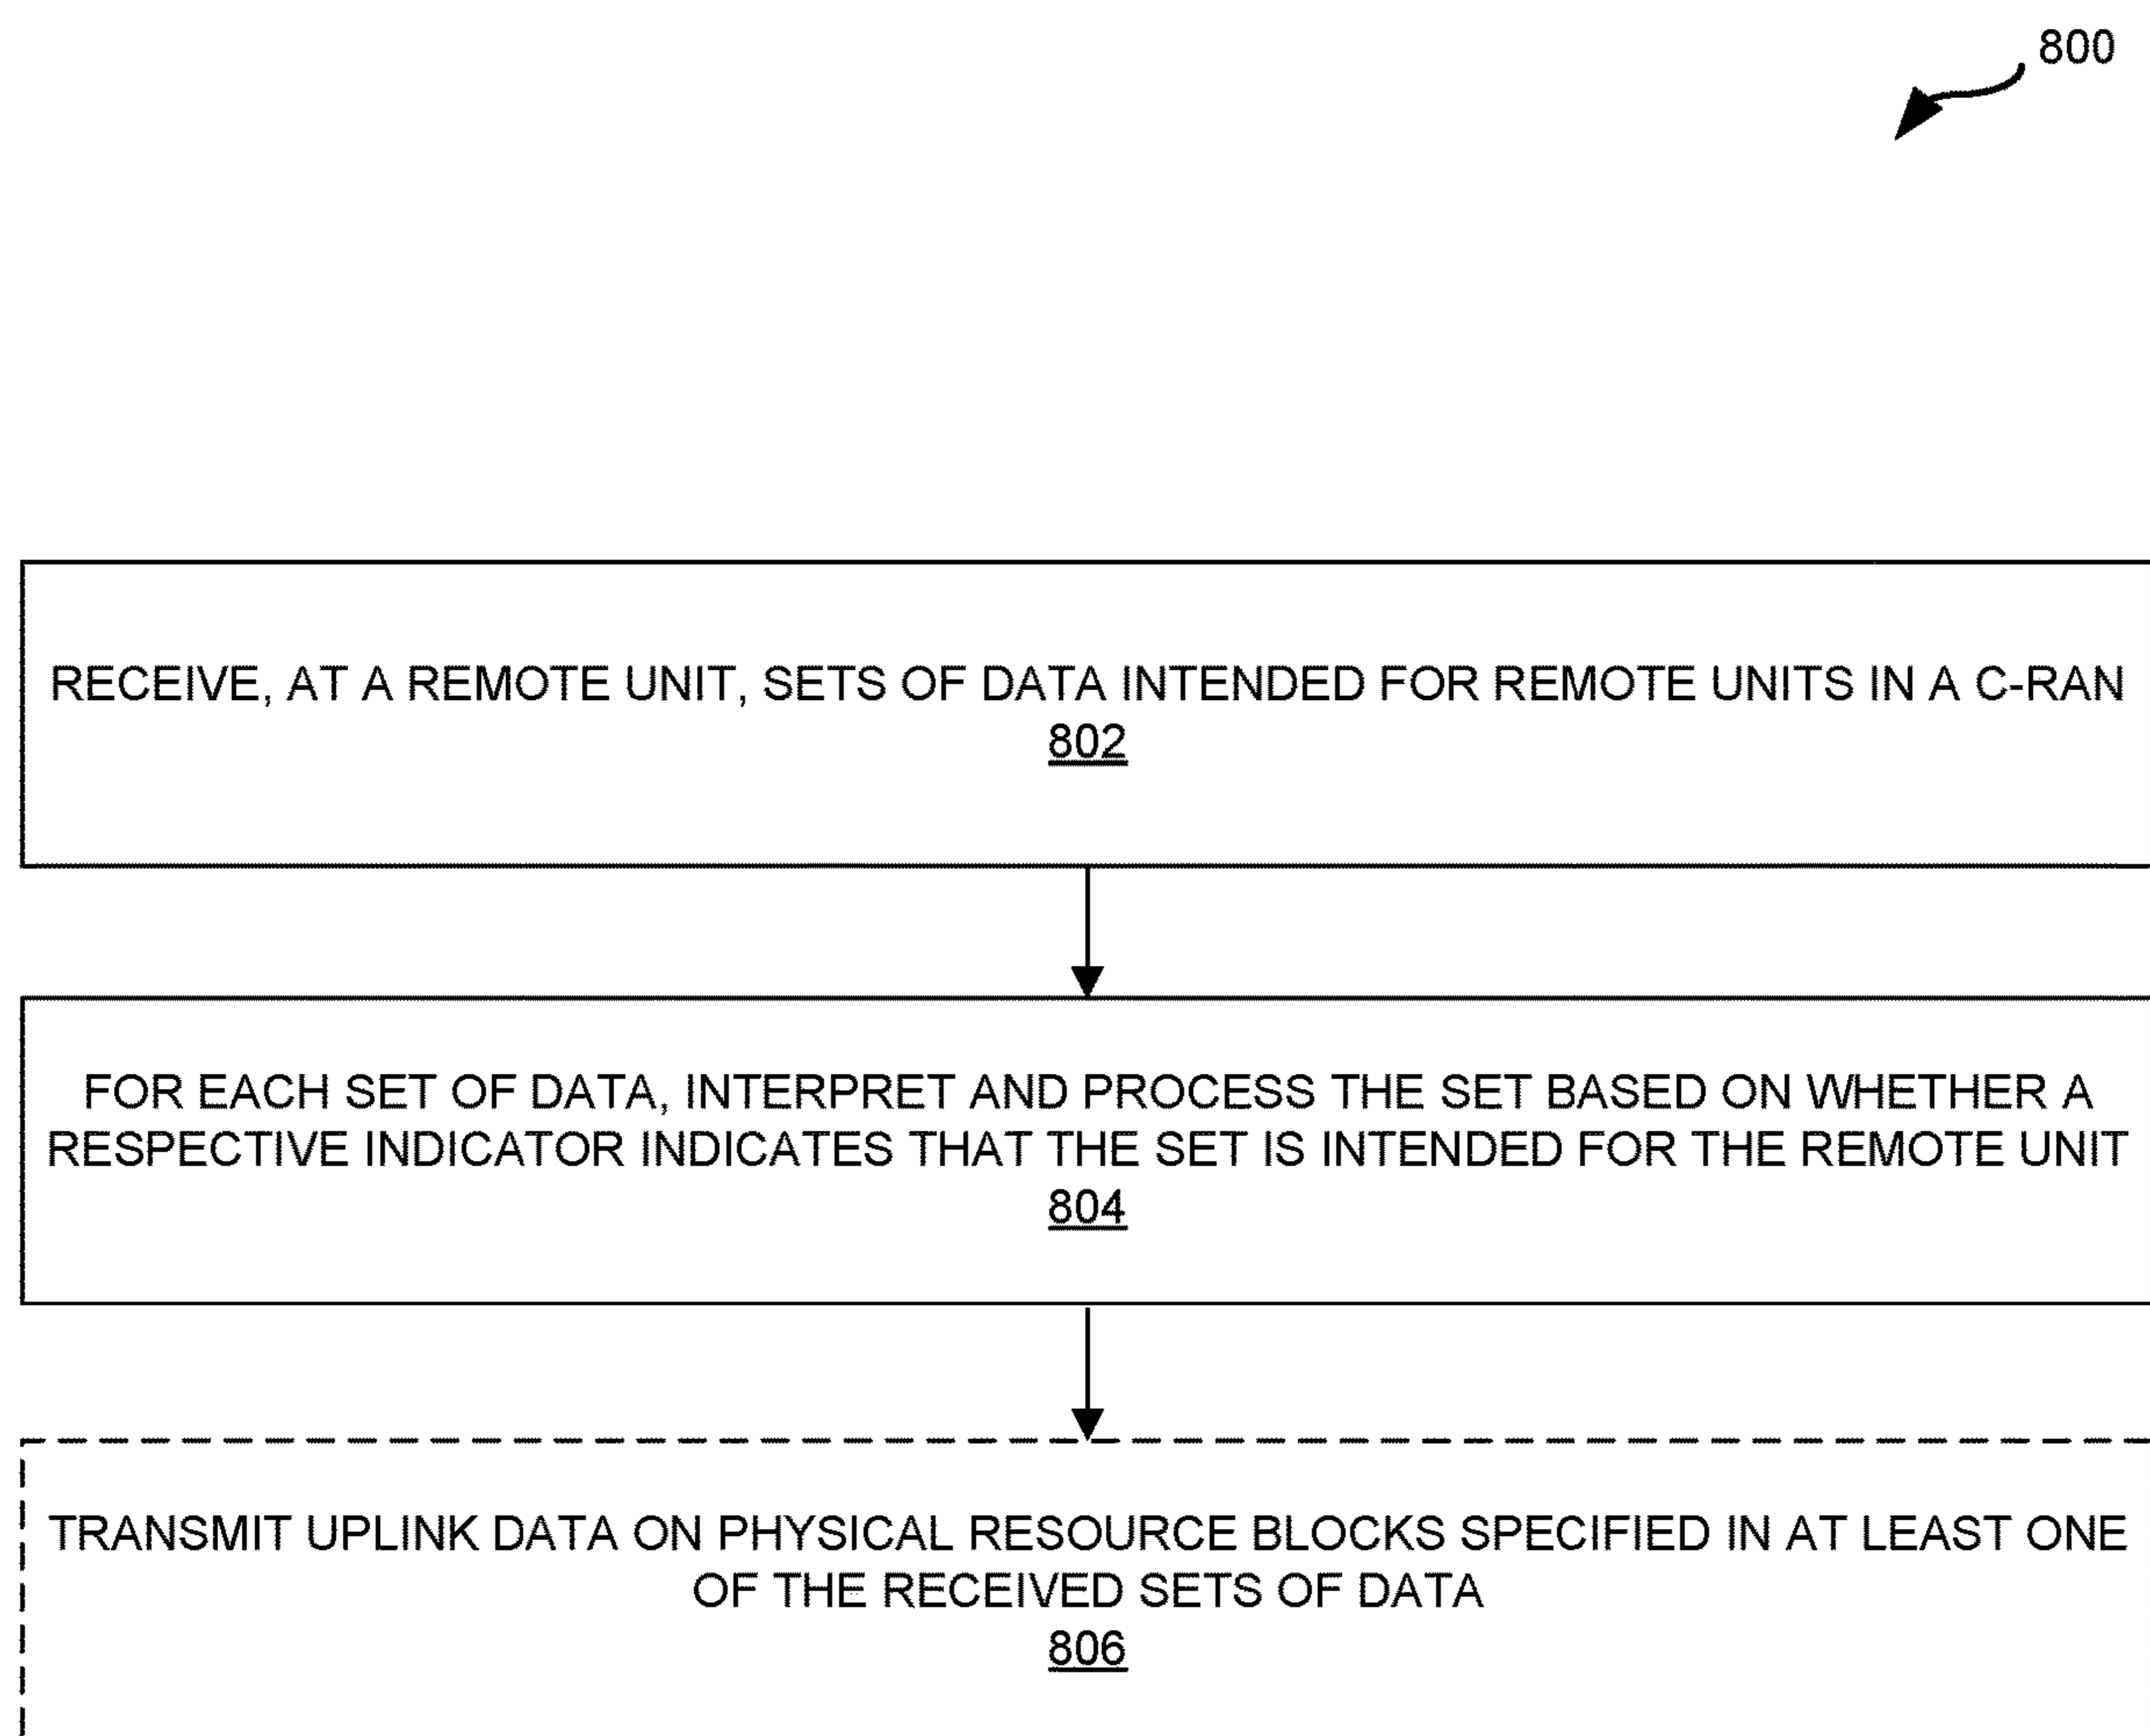 800
RECEIVE, AT A REMOTE UNIT, SETS OF DATA INTENDED FOR REMOTE UNITS IN A C-RAN
802
FOR EACH SET OF DATA, INTERPRET AND PROCESS THE SET BASED ON WHETHER A
RESPECTIVE INDICATOR INDICATES THAT THE SET IS INTENDED FOR THE REMOTE UNIT
804
TRANSMIT UPLINK DATA ON PHYSICAL RESOURCE BLOCKS SPECIFIED IN AT LEAST ONE
OF THE RECEIVED SETS OF DATA
806